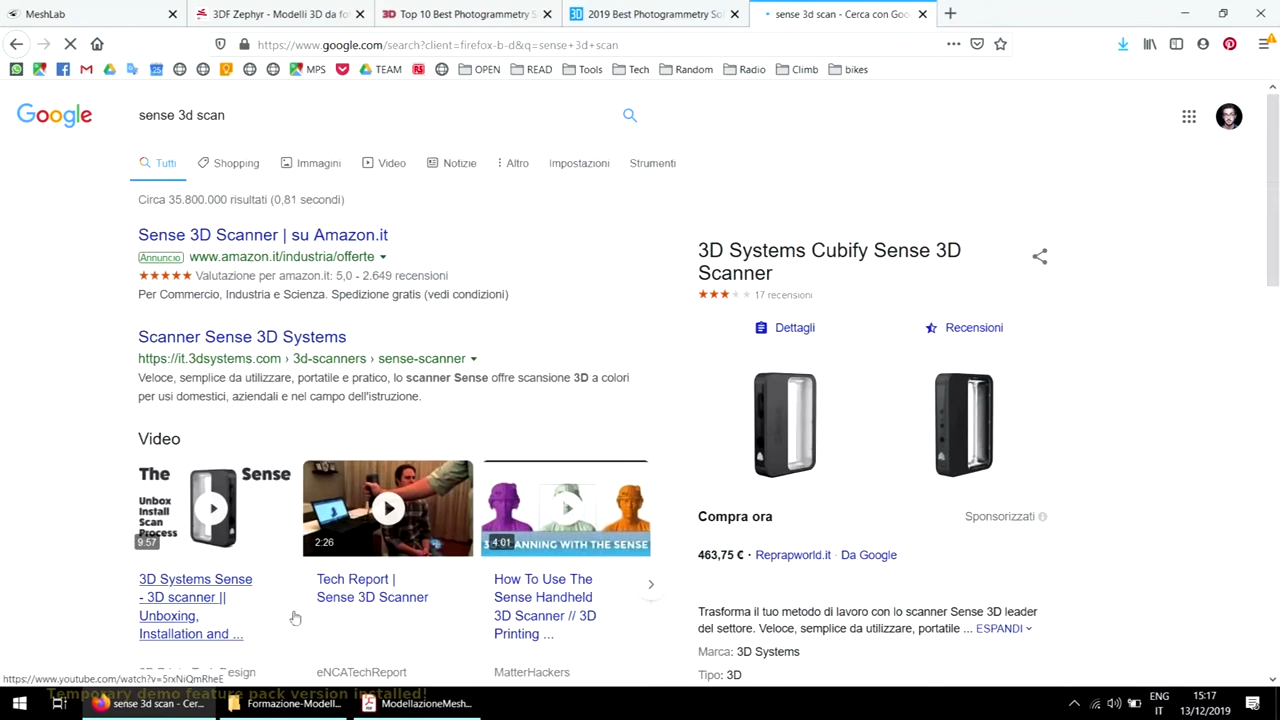 MeshLab
3DF Zephyr - Modelli 3D da fo
Top 10 Best Photogrammetry S
2019 Best Photogrammetry So
sense 3d scan - Cerca con Goo
https://www.google.com/search?client=firefox-b-d&q=sense+3d+scan
MPS
TEAM
OPEN
READ
Tools
Tech
Random
Radio
Climb
bikes
Google
sense 3d scan
Tutti
Shopping
Immagini
Video
Notizie
Altro
Impostazioni
Strumenti
Circa 35.800.000 risultati (0,81 secondi)
Sense 3D Scanner | su Amazon.it
Annuncio www.amazon.it/industria/offerte
Valutazione per amazon.it: 5,0 - 2.649 recensioni
Per Commercio, Industria e Scienza. Spedizione gratis (vedi condizioni)
Scanner Sense 3D Systems
https://it.3dsystems.com › 3d-scanners › sense-scanner
Veloce, semplice da utilizzare, portatile e pratico, lo scanner Sense offre scansione 3D a colori
per usi domestici, aziendali e nel campo dell'istruzione.
Video
The Sense
Unbox
Install
Scan
Process
9:57
2:26
3D SCANNING WITH THE SENSE
4:01
3D Systems Sense
- 3D scanner ||
Unboxing,
Installation and ...
Tech Report |
Sense 3D Scanner
eNCATechReport
How To Use The
Sense Handheld
3D Scanner // 3D
Printing ...
MatterHackers
3D Systems Cubify Sense 3D
Scanner
17 recensioni
Dettagli
Recensioni
Compra ora
Sponsorizzati
463,75 € · Reprapworld.it · Da Google
Trasforma il tuo metodo di lavoro con lo scanner Sense 3D leader
del settore. Veloce, semplice da utilizzare, portatile ... ESPANDI
Marca: 3D Systems
Tipo: 3D
https://www.youtube.com/watch?v=5rxNiQmRheE
Temporary demo feature pack version installed!
sense 3d scan - Cer...
Formazione-Modell...
ModellazioneMesh...
ENG
IT
15:17
13/12/2019